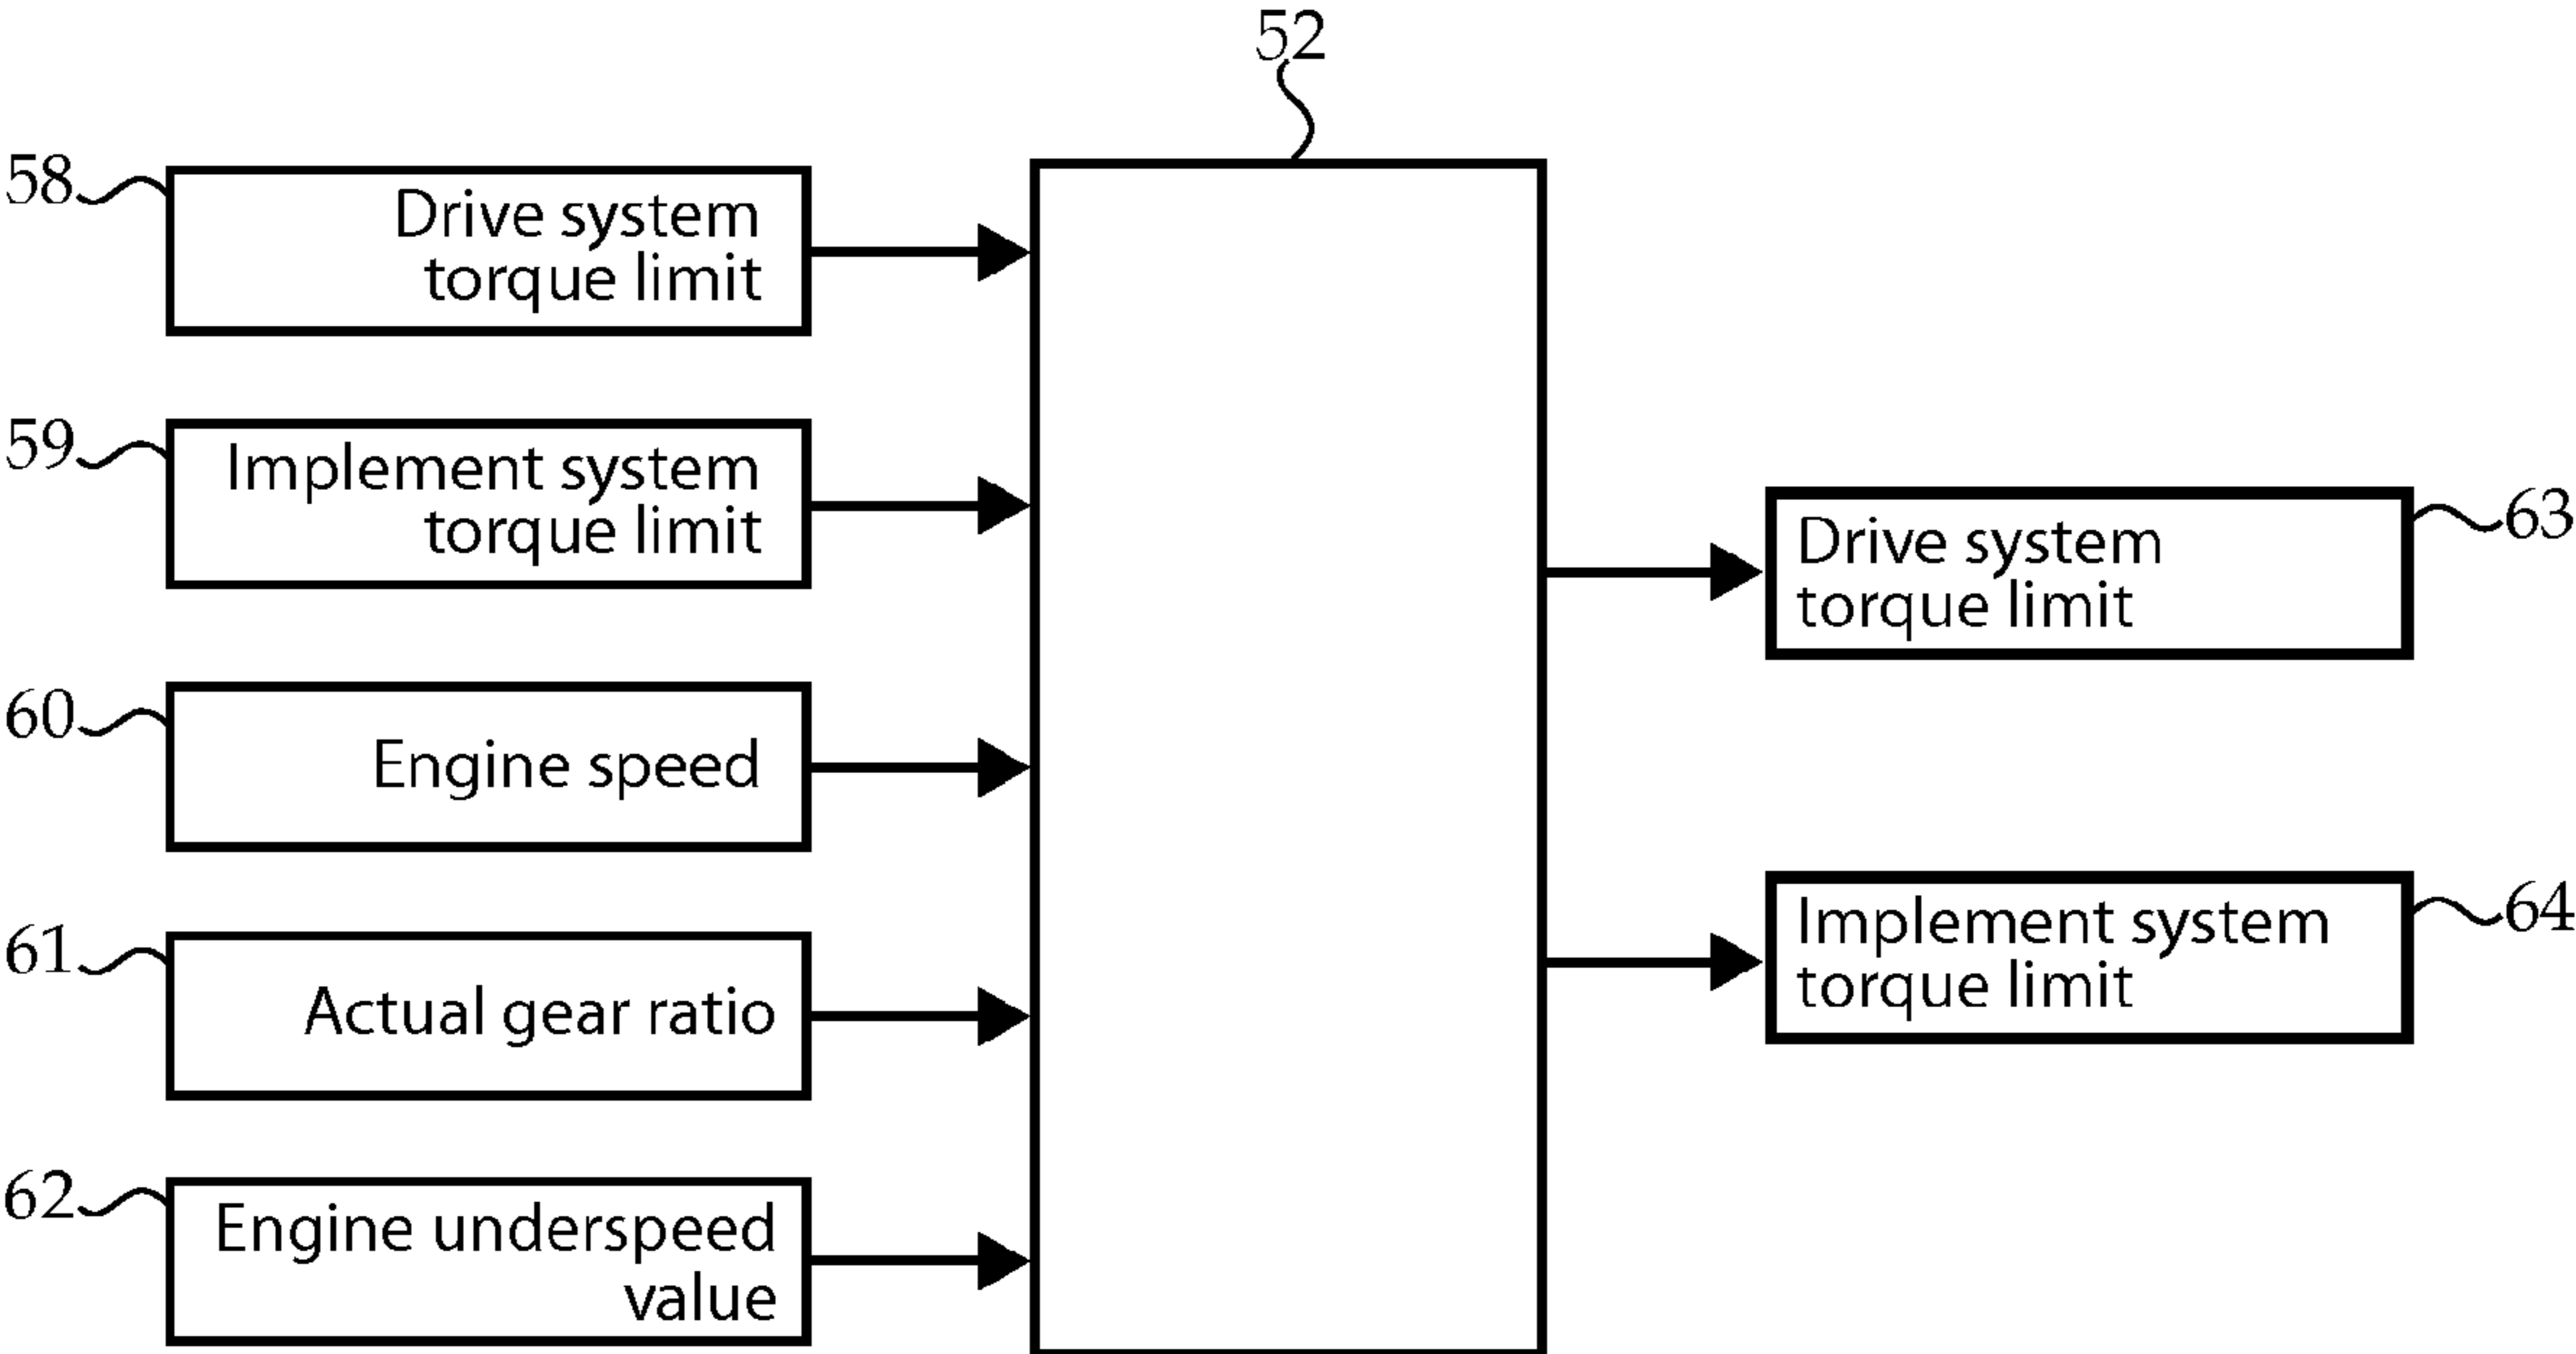 52
58
Drive system
torque limit
59
Implement system
torque limit
60
Engine speed
61
Actual gear ratio
62
Engine underspeed
value
Drive system
torque limit
63
Implement system
torque limit
64